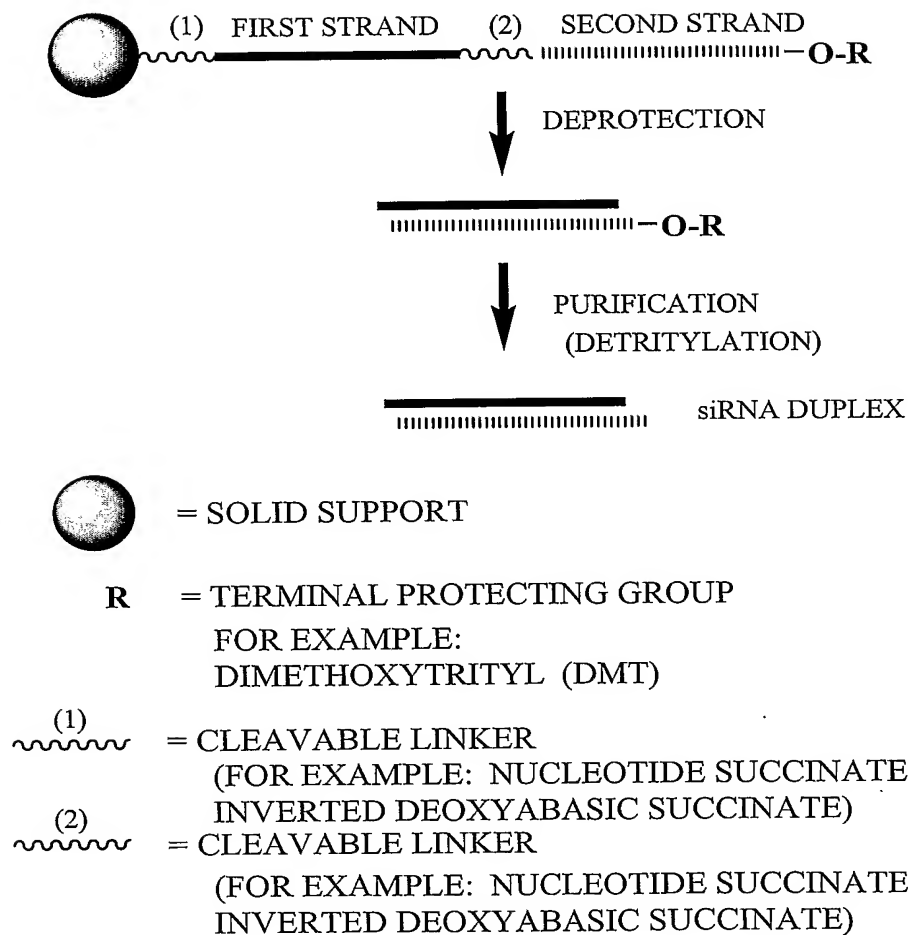 (1) FIRST STRAND (2) SECOND STRAND
O-R
DEPROTECTION
O-R
PURIFICATION
(DETRITYLATION)
siRNA DUPLEX
= SOLID SUPPORT
R = TERMINAL PROTECTING GROUP
FOR EXAMPLE:
DIMETHOXYTRITYL (DMT)
(1)
= CLEAVABLE LINKER
(FOR EXAMPLE: NUCLEOTIDE SUCCINATE
INVERTED DEOXYABASIC SUCCINATE)
(2)
= CLEAVABLE LINKER
(FOR EXAMPLE: NUCLEOTIDE SUCCINATE
INVERTED DEOXYABASIC SUCCINATE)